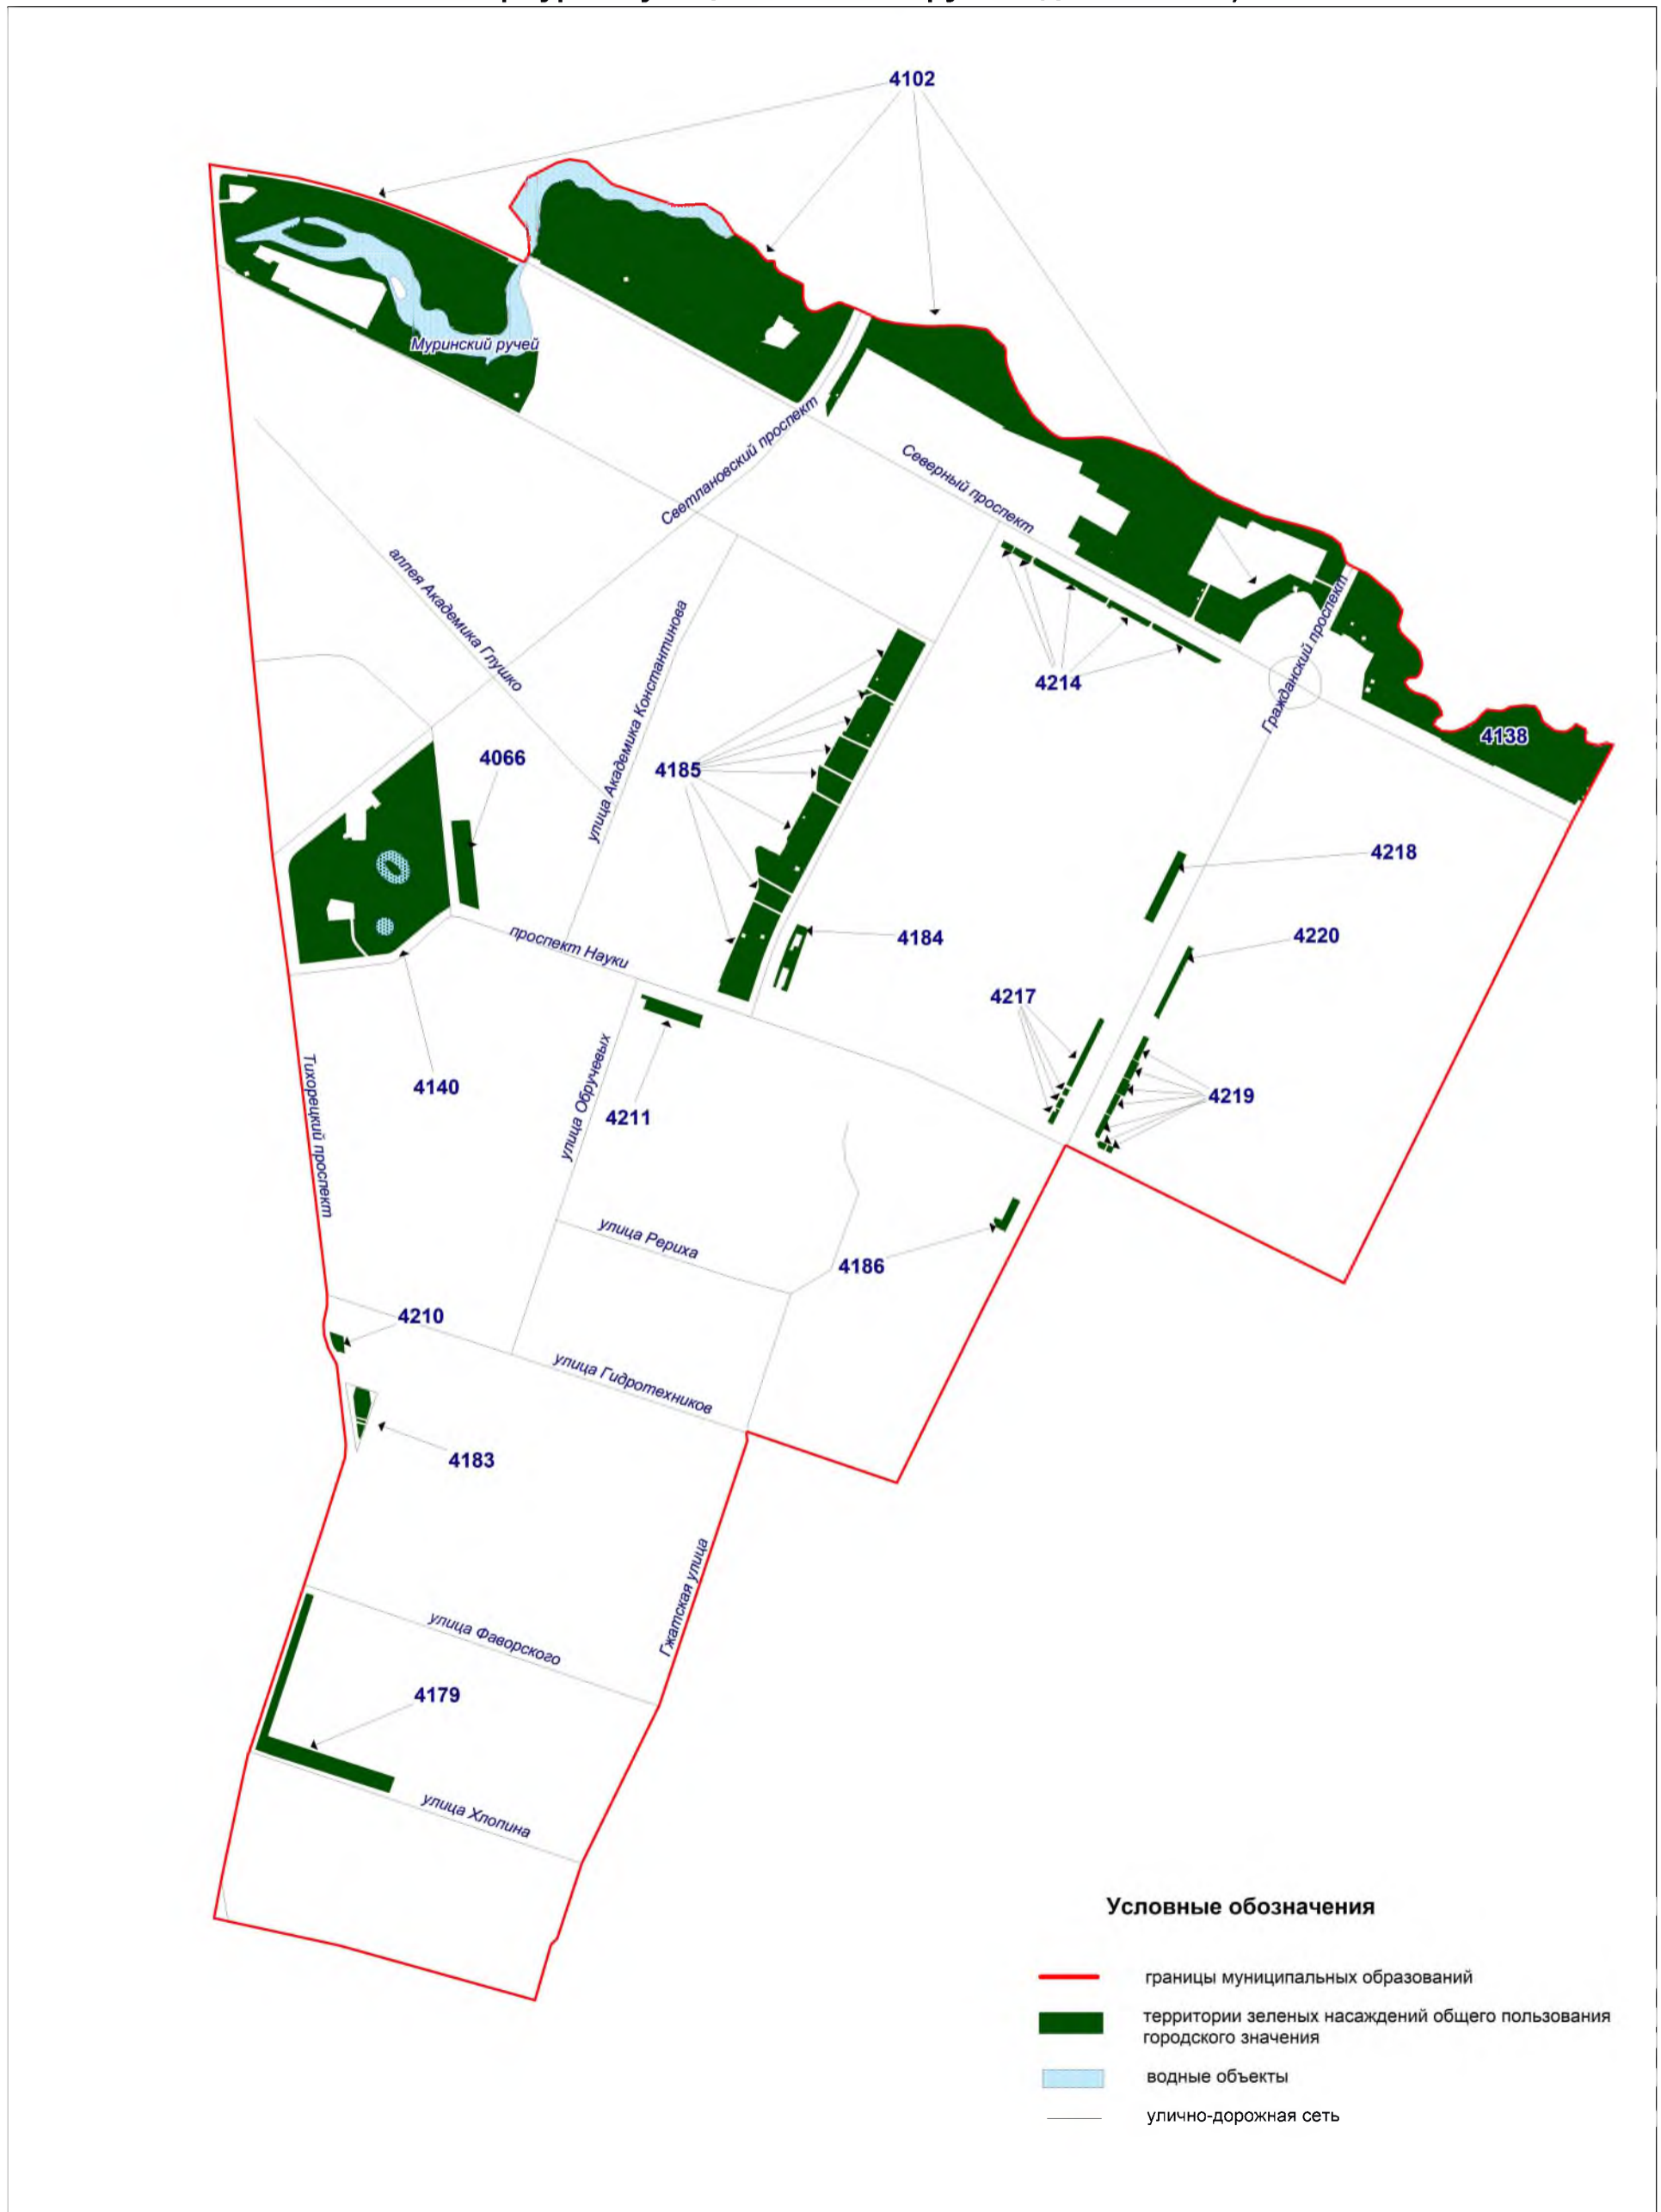 4102
Муринский ручей
Светлановский проспект
Северный проспект
аллея Академика Глушко
улица Академика Константинова
4214
Гражданский проспект
4138
4066
4185
4218
4184
4220
проспект Науки
4217
4140
4211
4219
Тихорецкий проспект
улица Обручевых
улица Рериха
4186
4210
улица Гидротехников
4183
Гжатская улица
улица Фаворского
4179
улица Хлопина
Условные обозначения
границы муниципальных образований
территории зеленых насаждений общего пользования
городского значения
водные объекты
улично-дорожная сеть